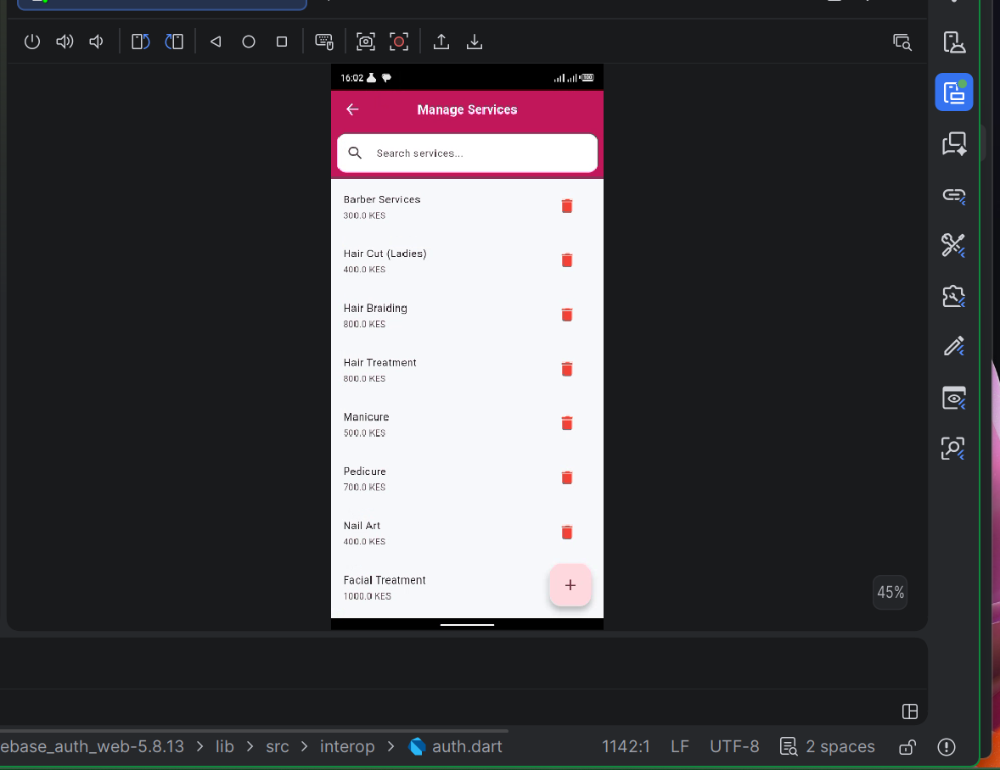 16:02
100
Manage Services
Search services...
Barber Services
300.0 KES
Hair Cut (Ladies)
400.0 KES
Hair Braiding
800.0 KES
Hair Treatment
800.0 KES
Manicure
500.0 KES
Pedicure
700.0 KES
Nail Art
400.0 KES
Facial Treatment
1000.0 KES
45%
ebase_auth_web-5.8.13 > lib > src > interop > auth.dart 1142:1 LF UTF-8 2 spaces